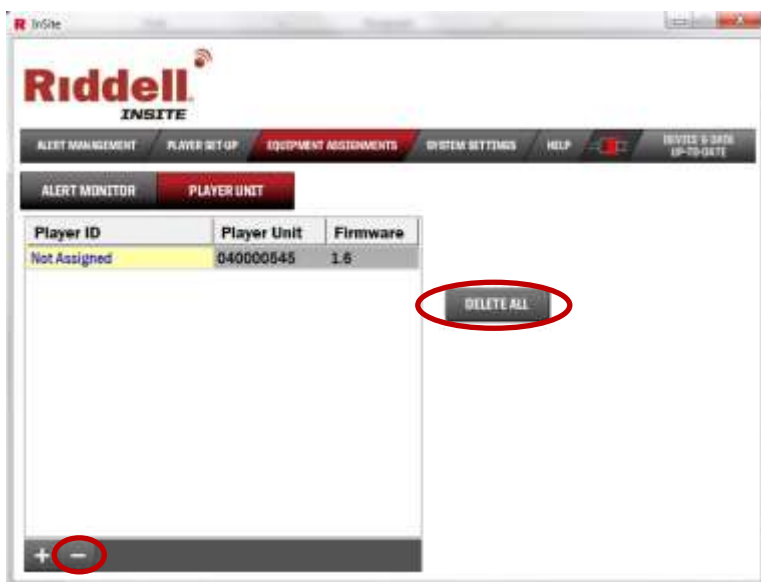 R InSite
Riddell
INSITE
ALERT MANAGEMENT PLAYER SET-UP EQUIPMENT ASSIGNMENTS SYSTEM SETTINGS HELP DEVICE & DATA
UP-TO-DATE
ALERT MONITOR PLAYER UNIT
Player ID Player Unit Firmware
Not Assigned 040000545 1.6
DELETE ALL
+ −